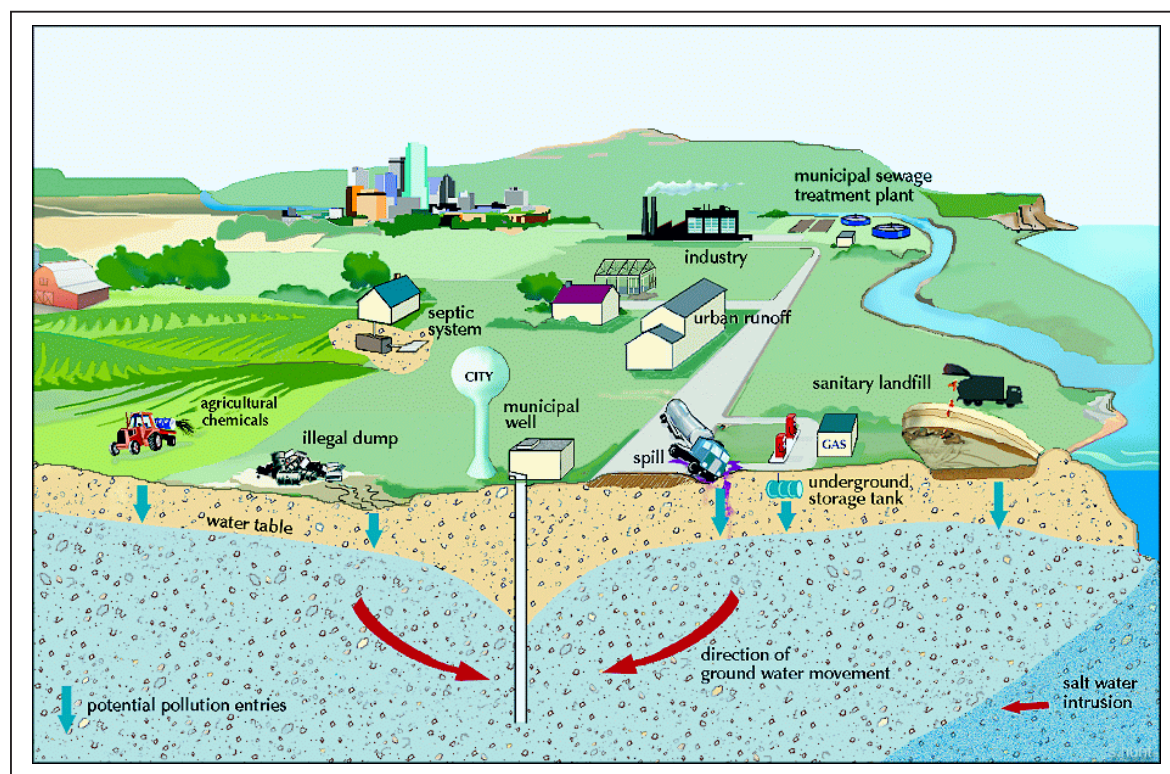 municipal sewage
treatment plant
industry
septic
system
urban runoff
CITY
sanitary landfill
agricultural
chemicals
municipal
well
illegal dump
GAS
spill
underground
storage tank
water table
direction of
ground water movement
salt water
intrusion
potential pollution entries
hunt